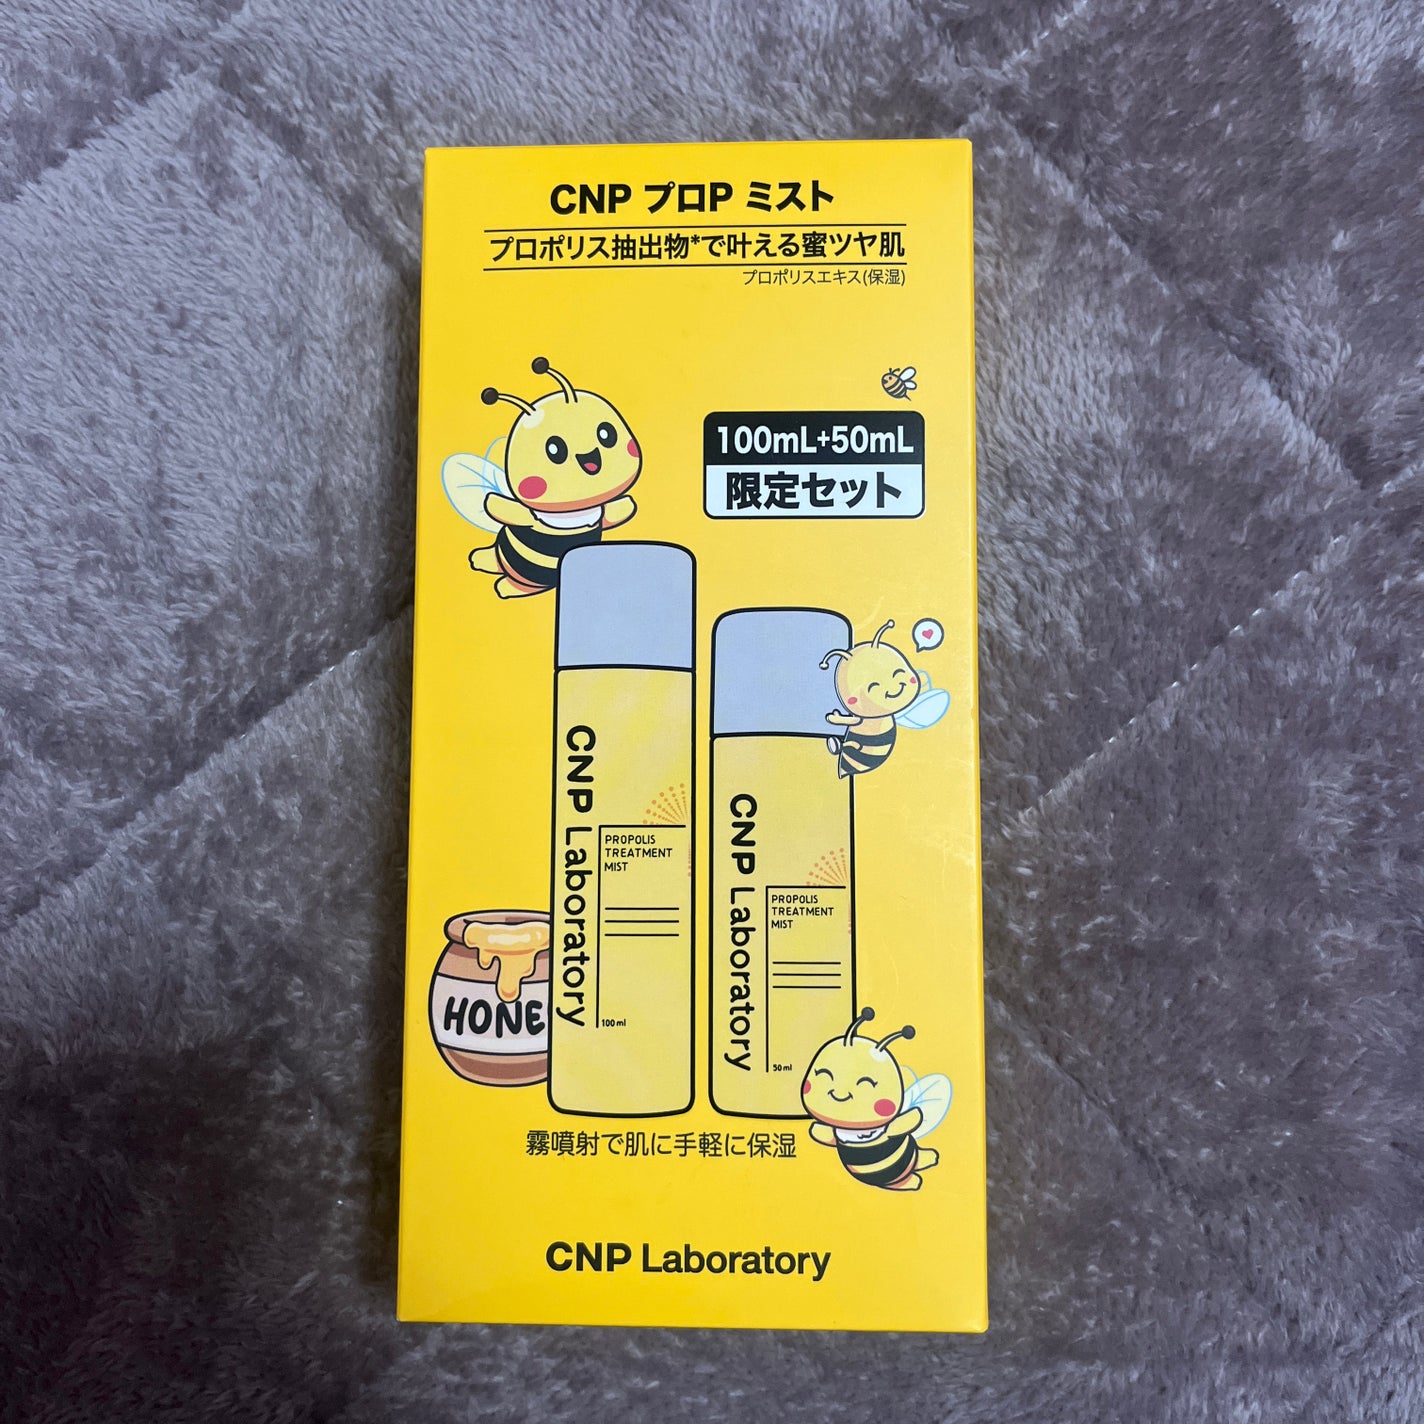 CNP プロP ミスト
プロポリス抽出物*で叶える蜜ツヤ肌
プロポリスエキス(保湿)
100mL+50mL
限定セット
CNP Laboratory
PROPOLIS
TREATMENT
MIST
100 ml
CNP Laboratory
PROPOLIS
TREATMENT
MIST
50 ml
HONE
霧噴射で肌に手軽に保湿
CNP Laboratory